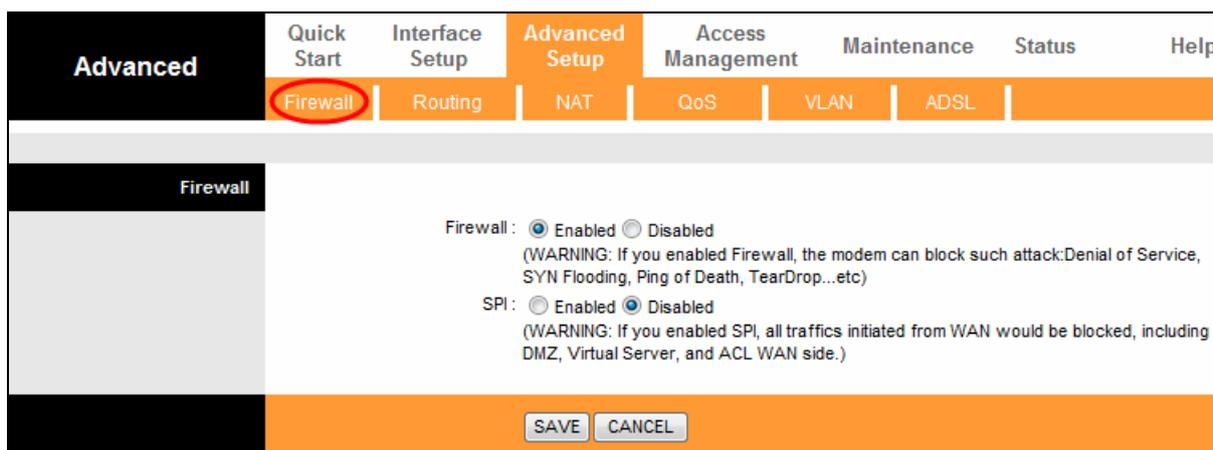 Advanced
Quick Start
Interface Setup
Advanced Setup
Access Management
Maintenance
Status
Help
Firewall
Routing
NAT
QoS
VLAN
ADSL
Firewall
Firewall : Enabled Disabled
(WARNING: If you enabled Firewall, the modem can block such attack:Denial of Service,
SYN Flooding, Ping of Death, TearDrop...etc)
SPI : Enabled Disabled
(WARNING: If you enabled SPI, all traffics initiated from WAN would be blocked, including
DMZ, Virtual Server, and ACL WAN side.)
SAVE CANCEL